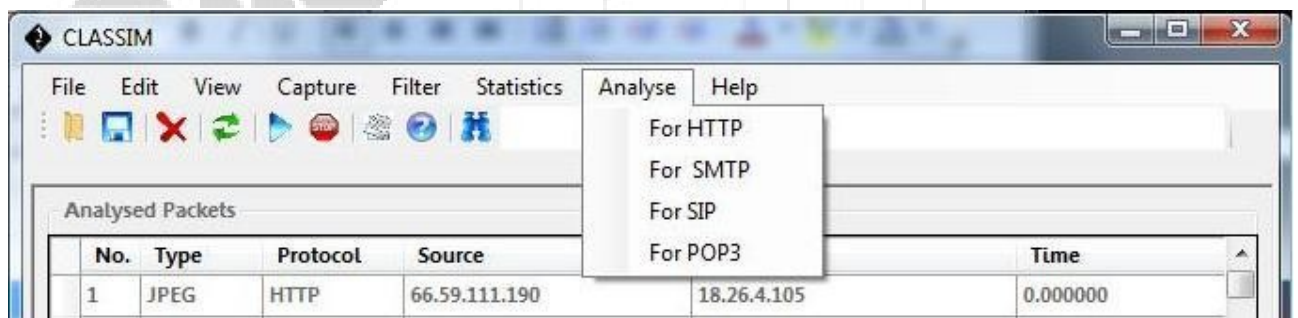 CLASSIM
File Edit View Capture Filter Statistics Analyse Help
For HTTP
For SMTP
For SIP
For POP3
Analysed Packets
No. Type Protocol Source Time
1 JPEG HTTP 66.59.111.190 18.26.4.105 0.000000